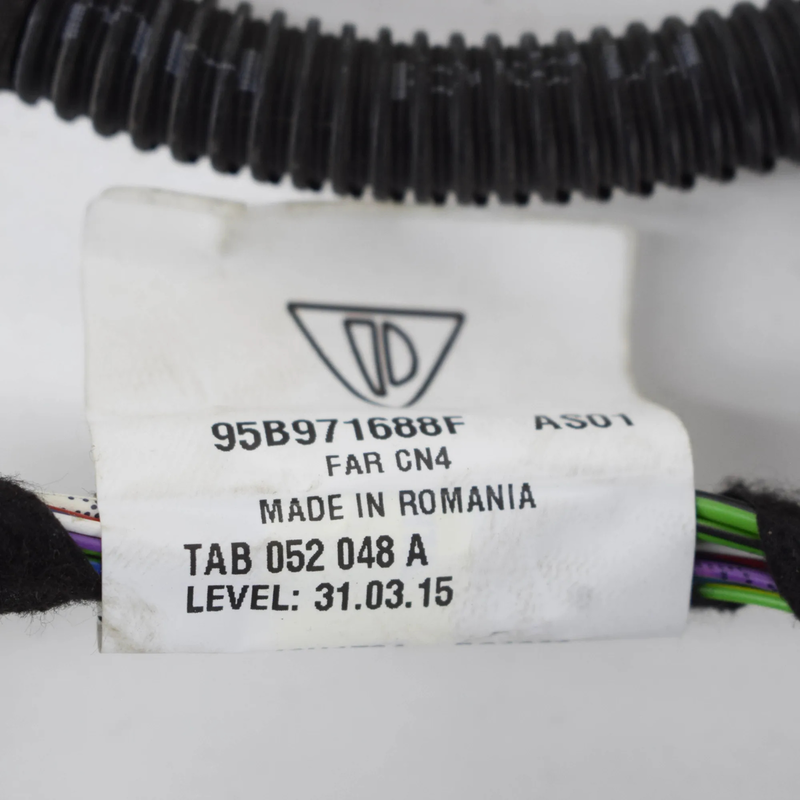 95B971688F AS01
FAR CN4
MADE IN ROMANIA
TAB 052 048 A
LEVEL: 31.03.15